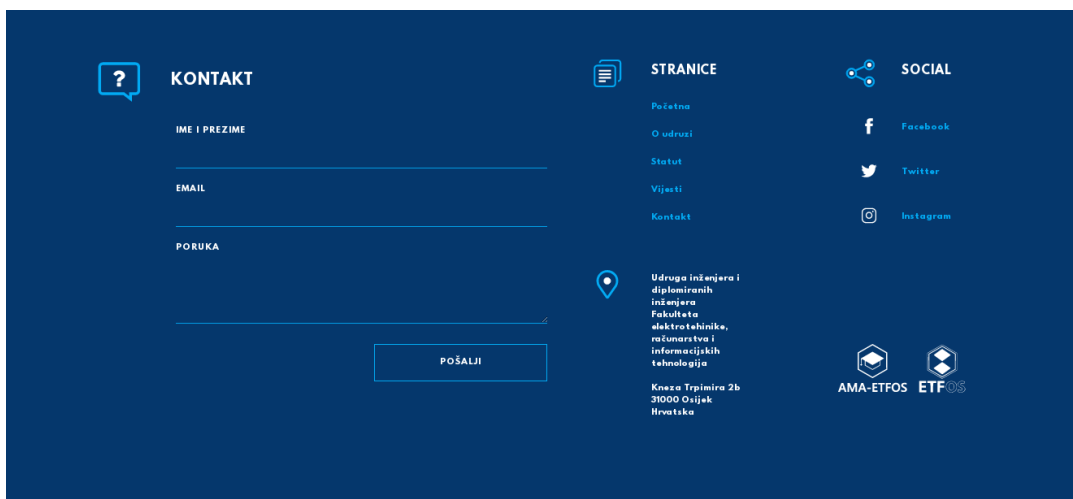 ?
KONTAKT
IME I PREZIME
EMAIL
PORUKA
POŠALJI
STRANICE
Početna
O udruzi
Statut
Vijesti
Kontakt
Udruga inženjera i
diplomiranih
inženjera
Fakulteta
elektrotehinike,
računarstva i
informacijskih
tehnologija
Kneza Trpimira 2b
31000 Osijek
Hrvatska
SOCIAL
f
Facebook
Twitter
Instagram
AMA-ETFOS
ETFOS